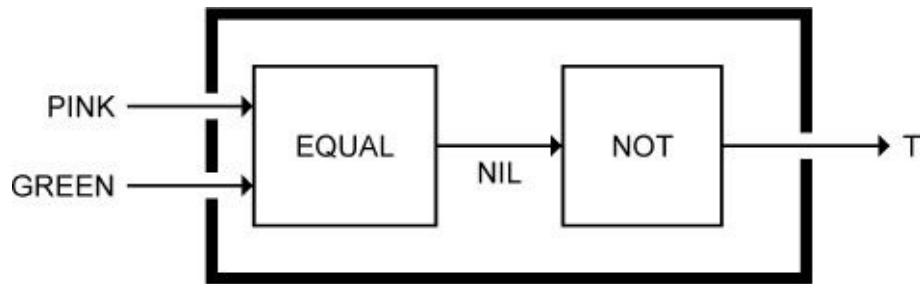 PINK
GREEN
EQUAL
NIL
NOT
T